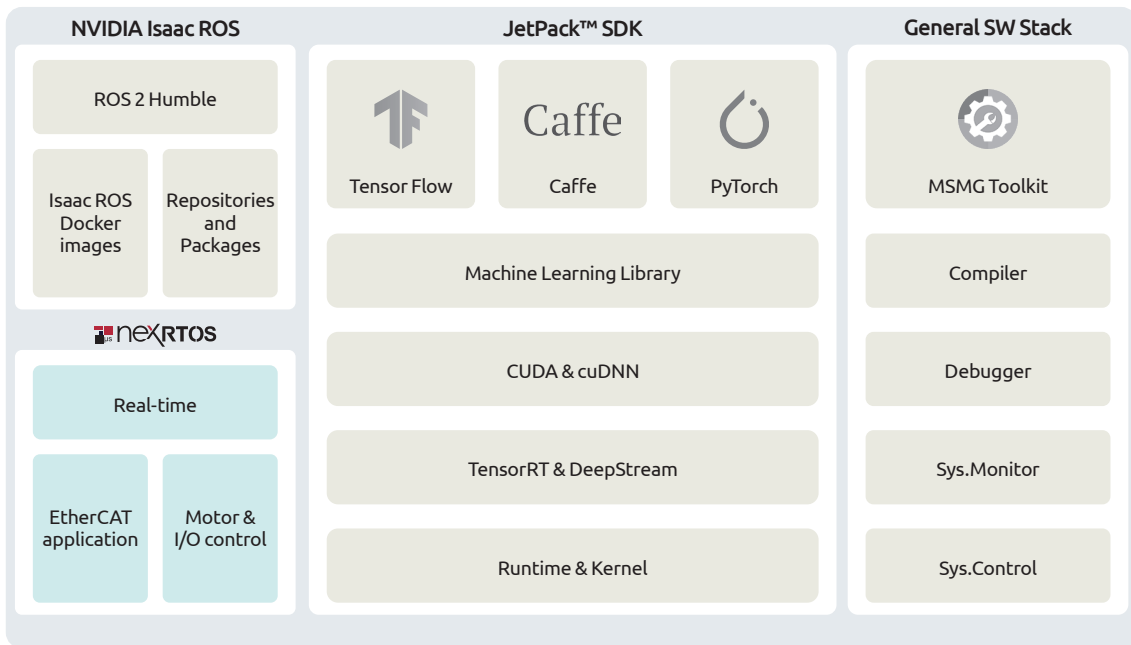 NVIDIA Isaac ROS
ROS 2 Humble
Isaac ROS
Docker
images
Repositories
and
Packages
neXRTOS
Real-time
EtherCAT
application
Motor &
I/O control
JetPack™ SDK
Tensor Flow
Caffe
Caffe
PyTorch
Machine Learning Library
CUDA & cuDNN
TensorRT & DeepStream
Runtime & Kernel
General SW Stack
MSMG Toolkit
Compiler
Debugger
Sys.Monitor
Sys.Control